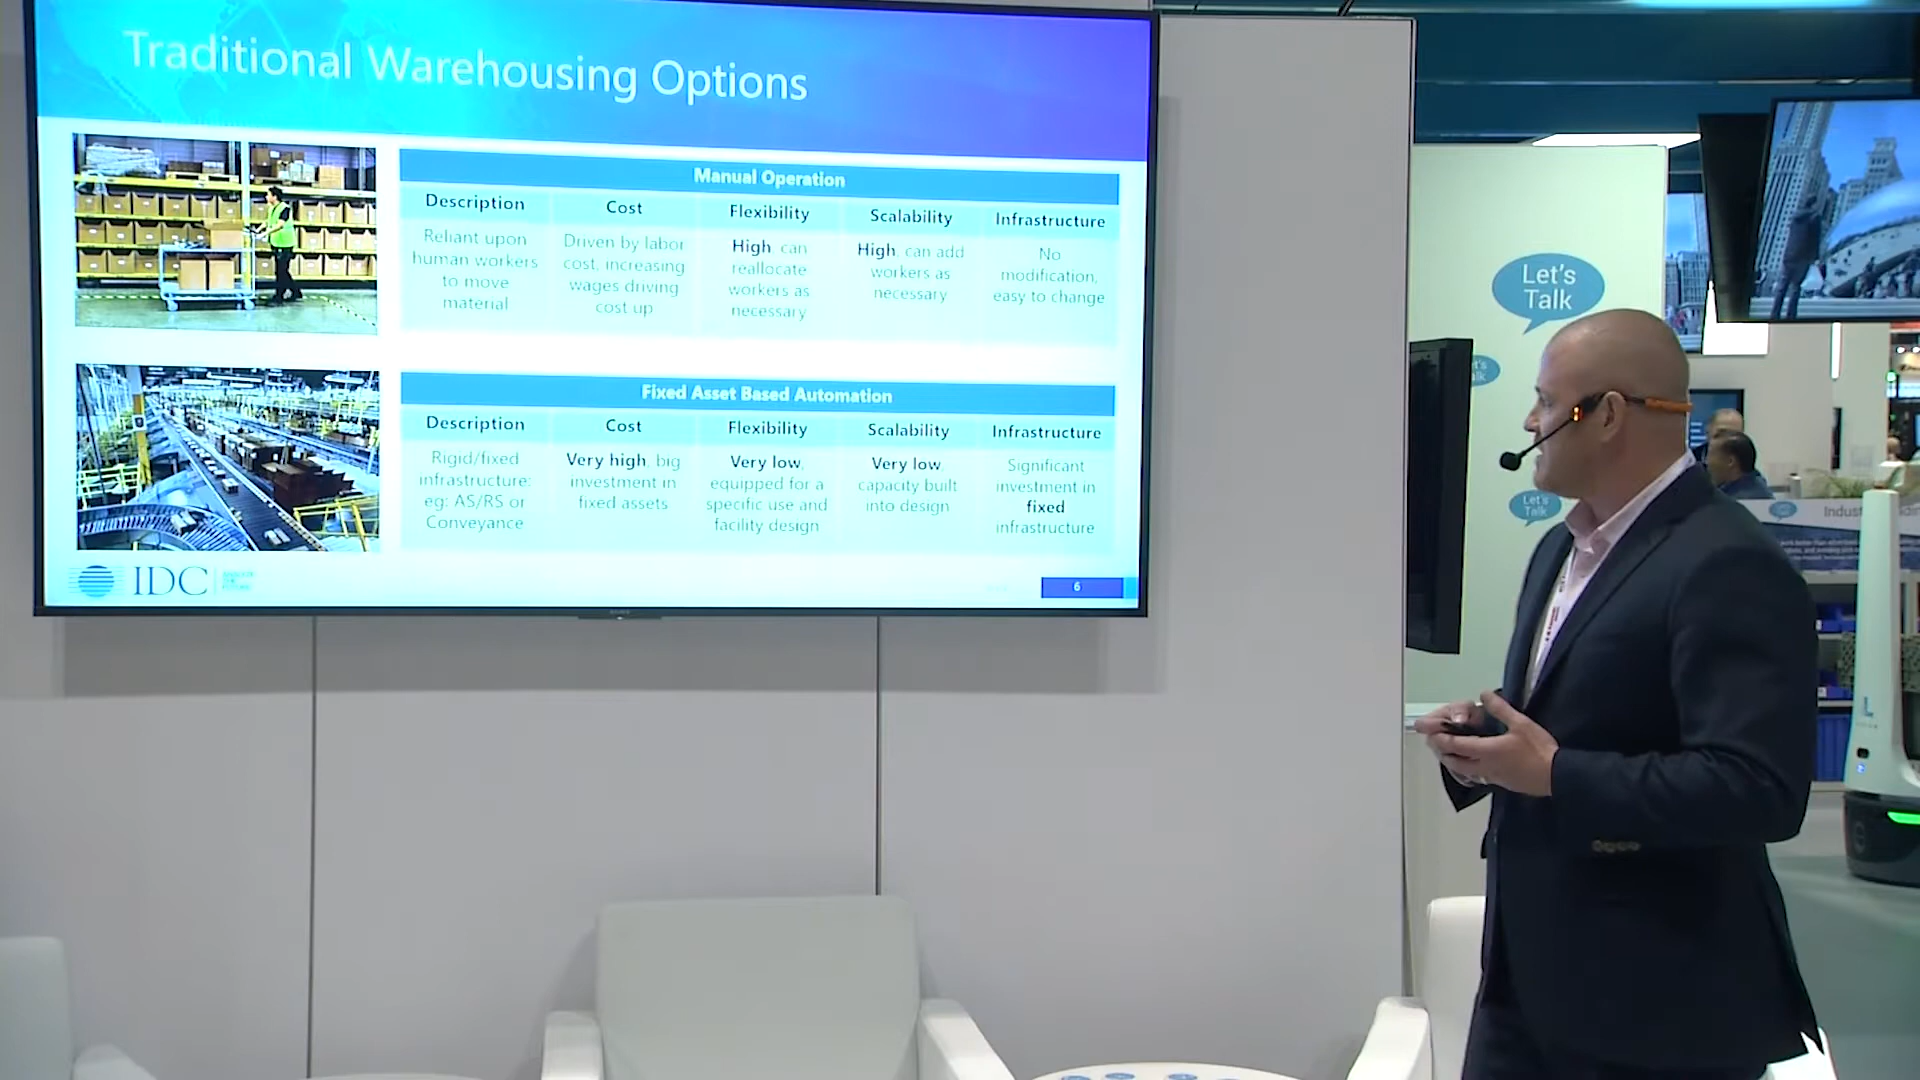 Traditional Warehousing Options
Manual Operation
Description
Cost
Flexibility
Scalability
Infrastructure
Reliant upon
human workers
to move
material
Driven by labor
cost, increasing
wages driving
cost up
High, can
reallocate
workers as
necessary
High, can add
workers as
necessary
No
modification,
easy to change
Fixed Asset Based Automation
Description
Cost
Flexibility
Scalability
Infrastructure
Rigid/fixed
infrastructure:
eg: AS/RS or
Conveyance
Very high, big
investment in
fixed assets
Very low,
equipped for a
specific use and
facility design
Very low,
capacity built
into design
Significant
investment in
fixed
infrastructure
IDC
6
Let's
Talk
Let's
Talk
L